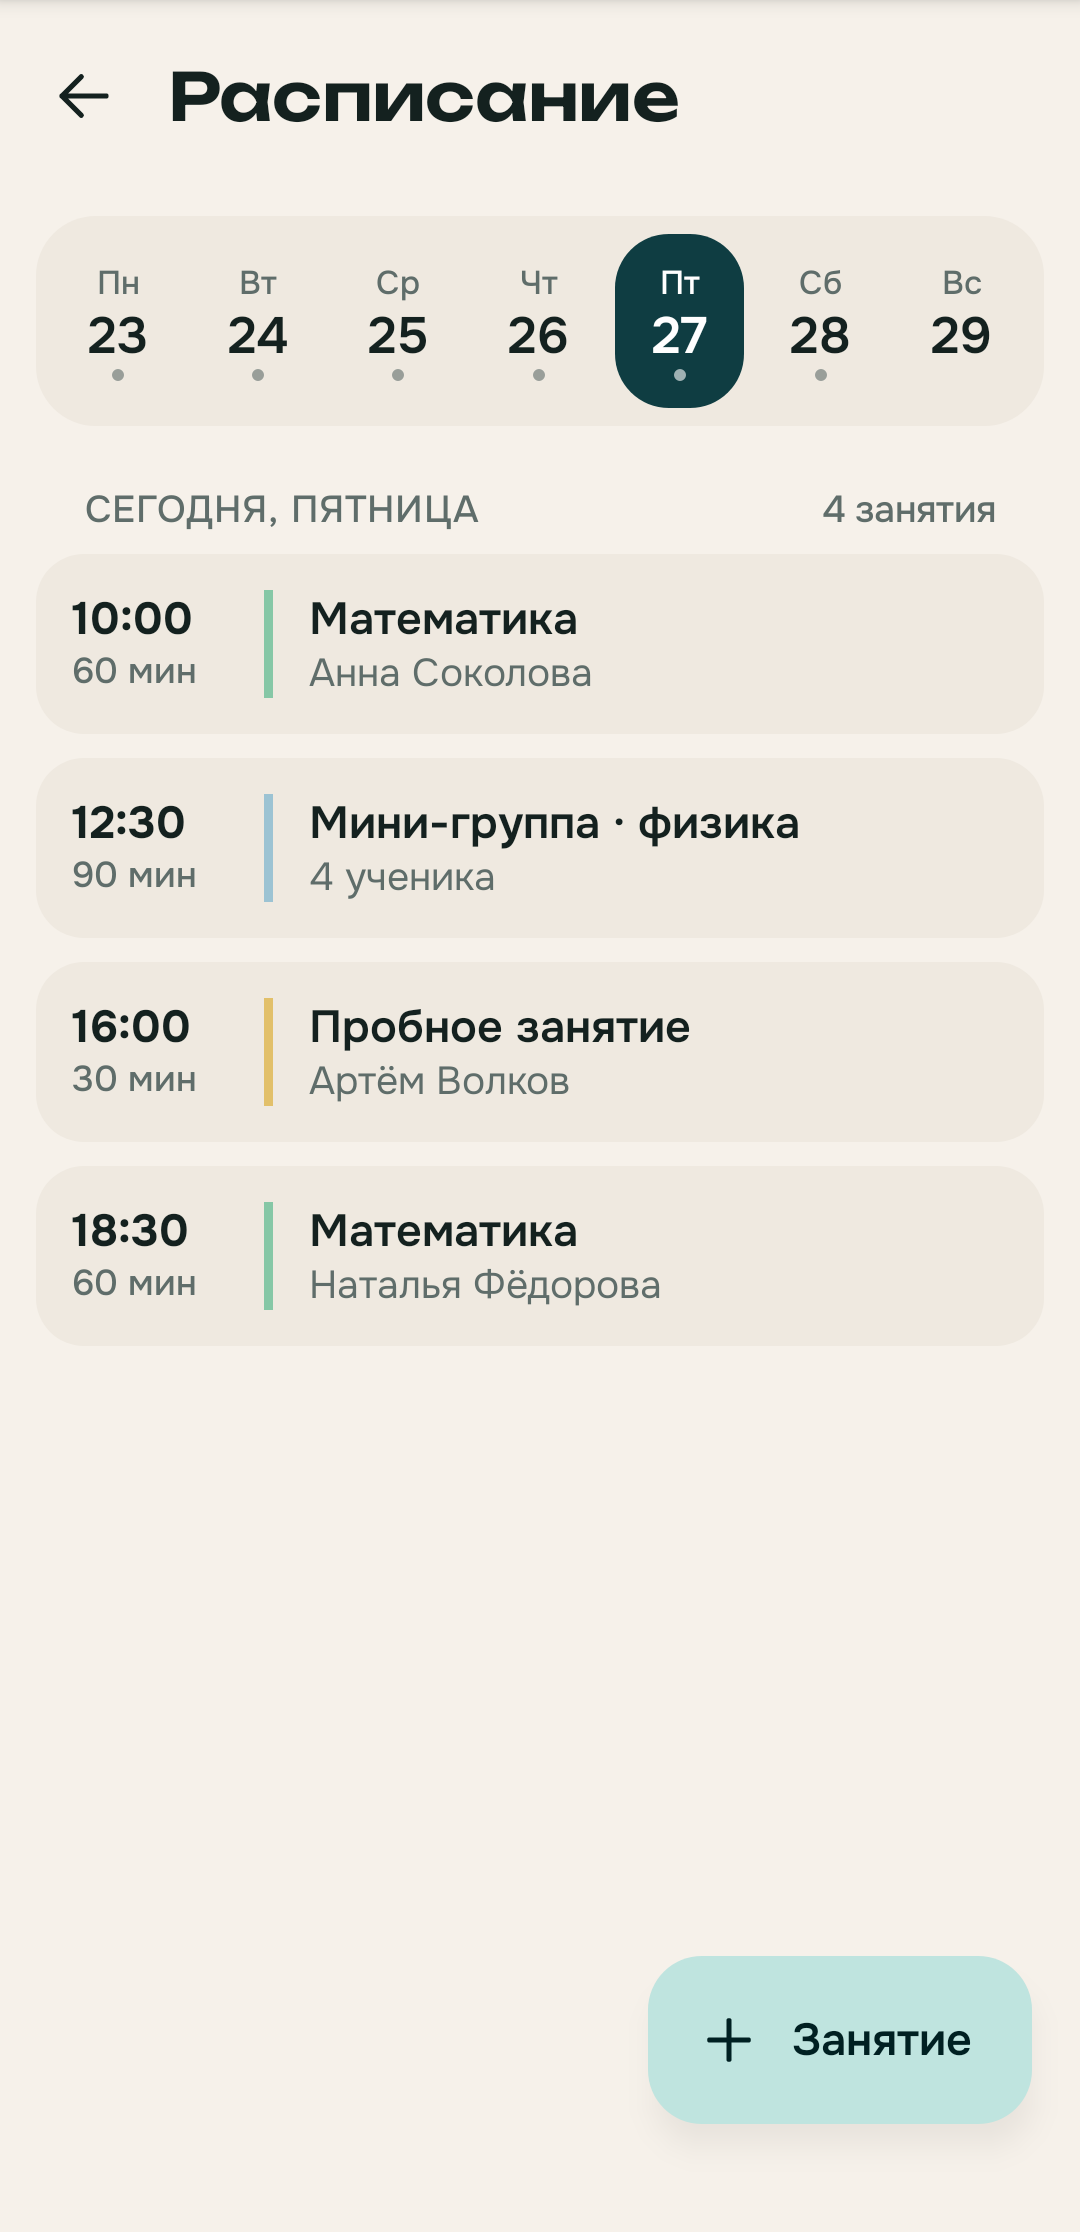 Расписание
Пн Вт Ср Чт Пт Сб Вс
23 24 25 26 27 28 29
СЕГОДНЯ, ПЯТНИЦА 4 занятия
10:00 Математика
60 мин Анна Соколова
12:30 Мини-группа · физика
90 мин 4 ученика
16:00 Пробное занятие
30 мин Артём Волков
18:30 Математика
60 мин Наталья Фёдорова
+ Занятие